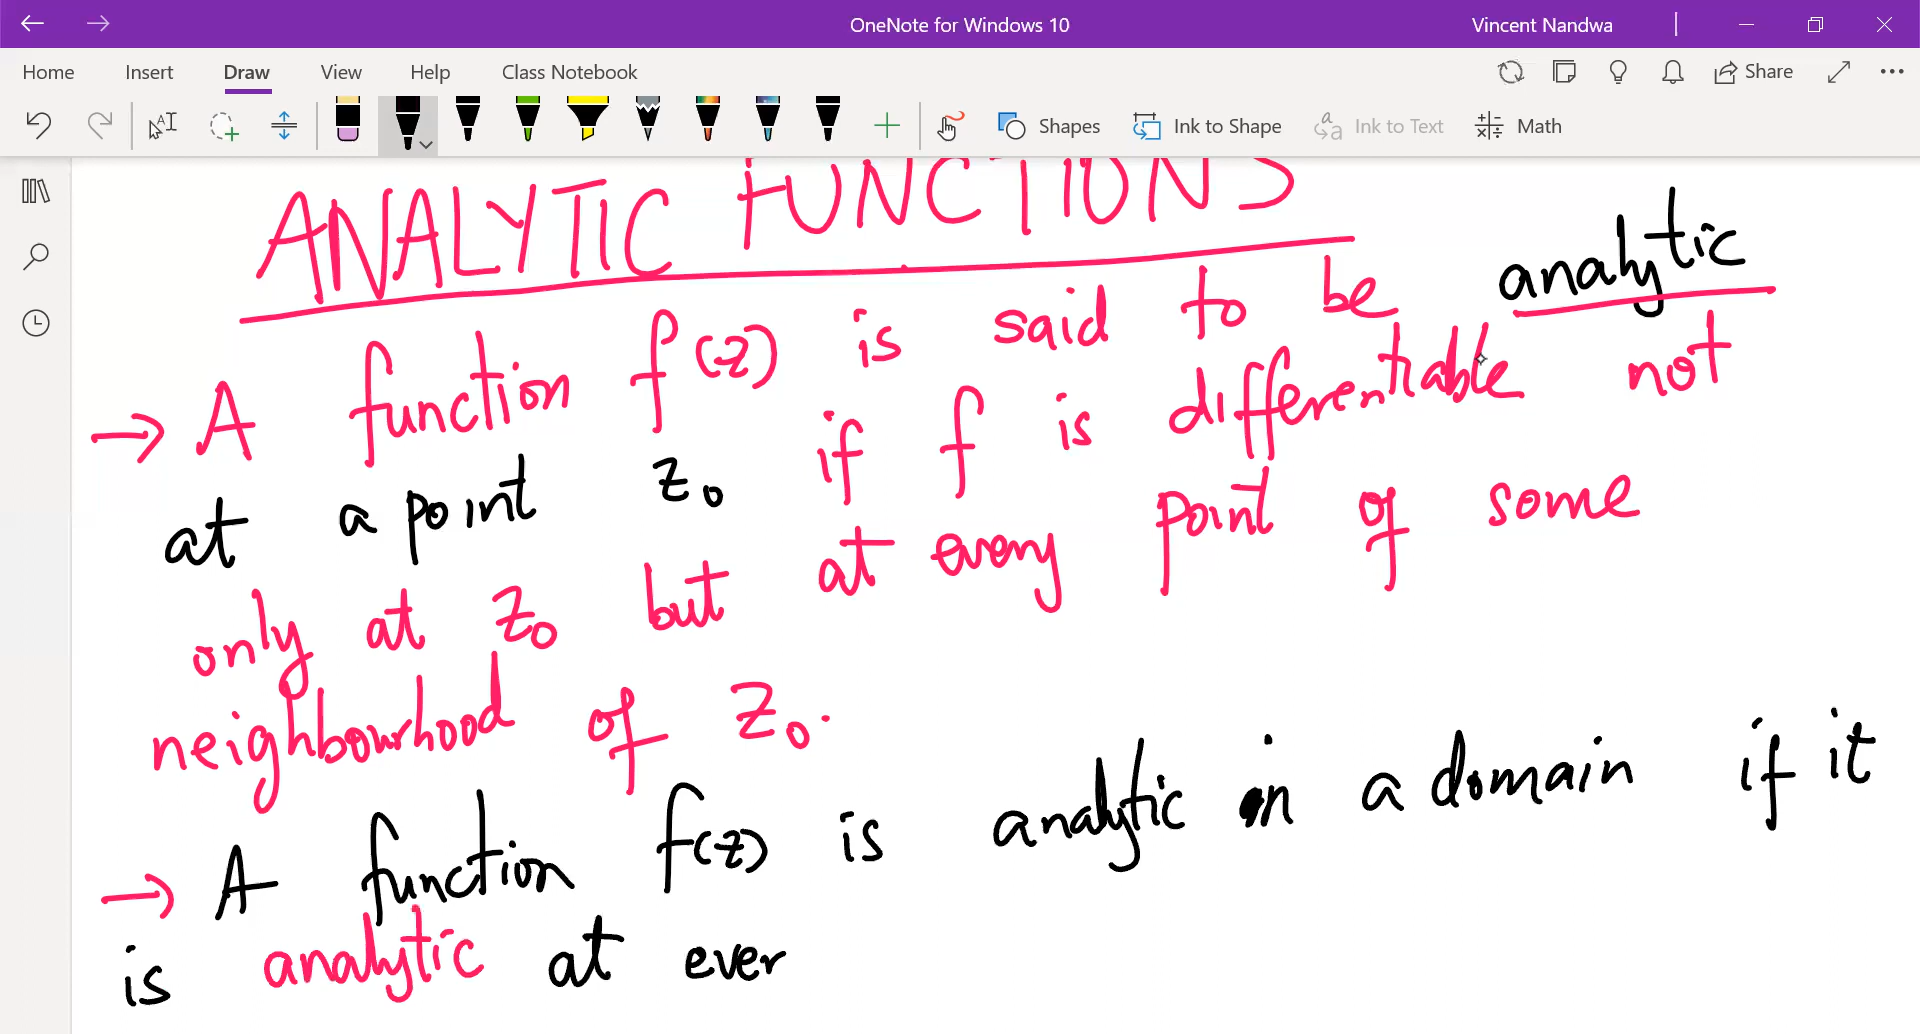 OneNote for Windows 10
Vincent Nandwa
Home Insert Draw View Help Class Notebook
Share
Shapes Ink to Shape Ink to Text Math
ANALYTIC FUNCTIONS
→ A function f(z) is said to be analytic
at a point z₀ if f is differentiable not
only at z₀ but at every point of some
neighbourhood of z₀.
→ A function f(z) is analytic in a domain if it
is analytic at ever